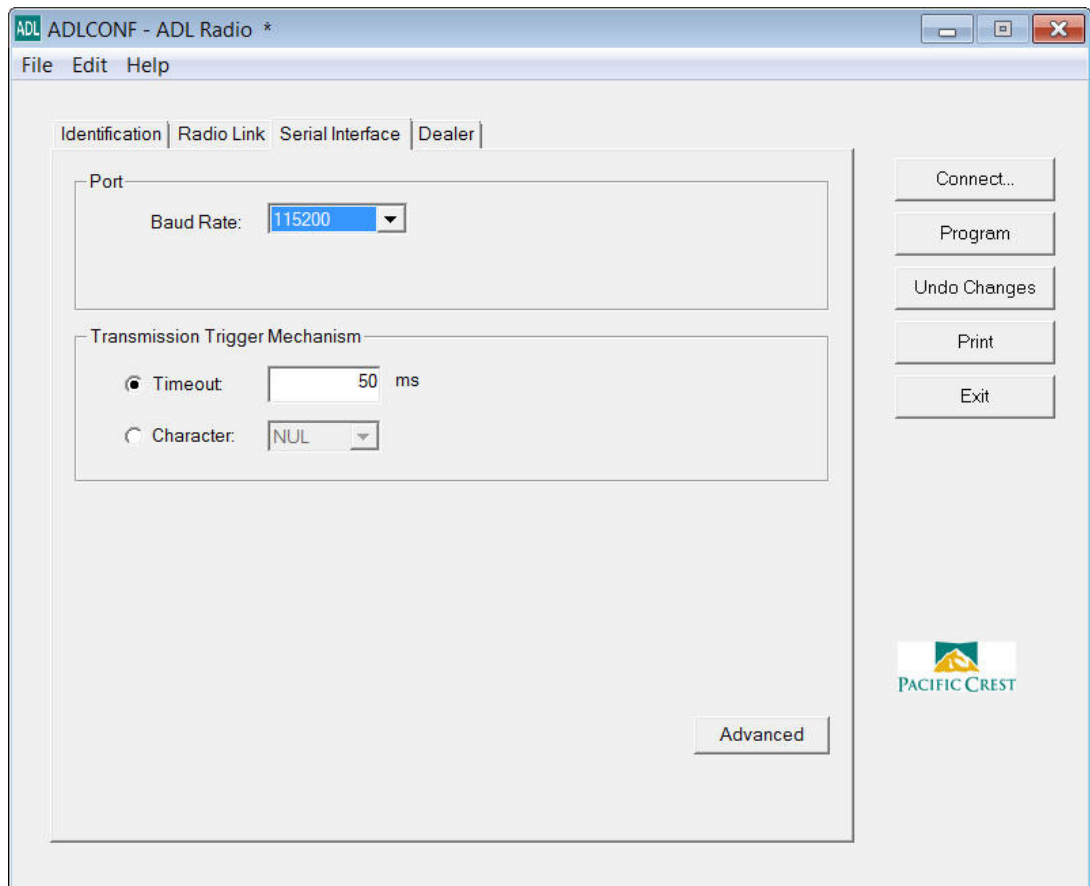 ADL ADLCONF - ADL Radio *
File Edit Help
Identification Radio Link Serial Interface Dealer
Port
Baud Rate: 115200
Transmission Trigger Mechanism
Timeout: 50 ms
Character: NUL
Advanced
Connect...
Program
Undo Changes
Print
Exit
PACIFIC CREST